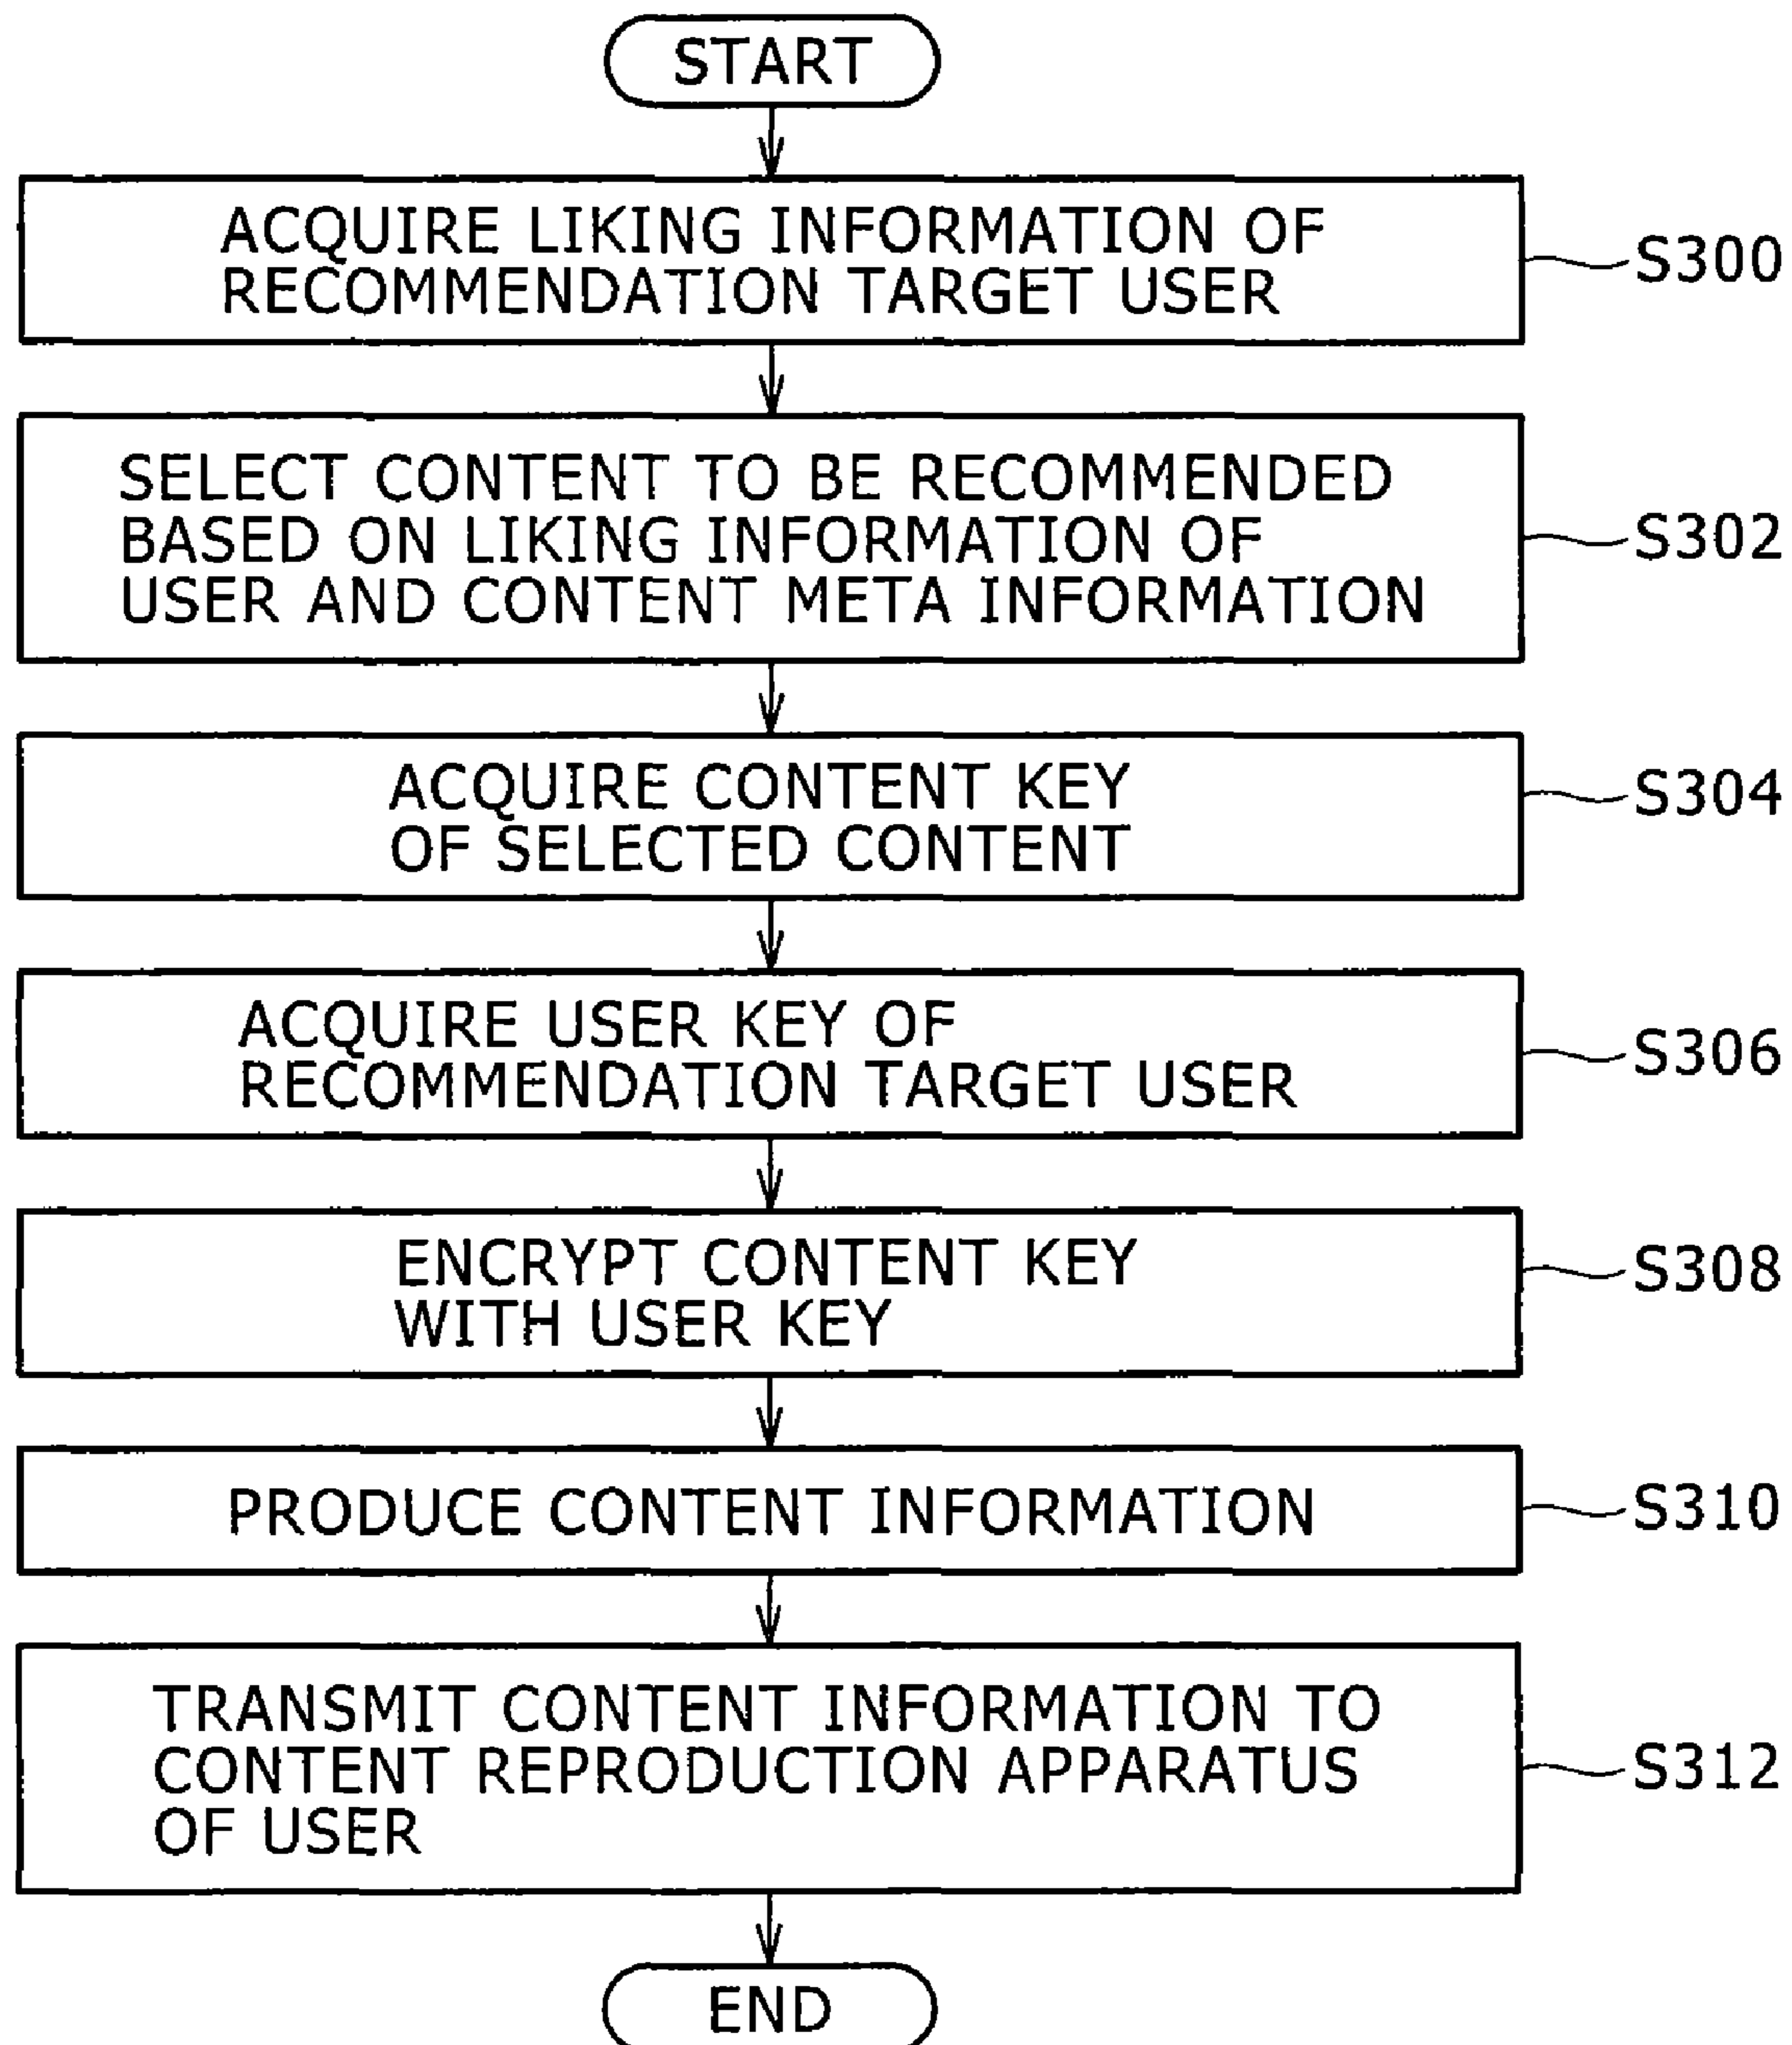 START
ACQUIRE LIKING INFORMATION OF
RECOMMENDATION TARGET USER
S300
SELECT CONTENT TO BE RECOMMENDED
BASED ON LIKING INFORMATION OF
USER AND CONTENT META INFORMATION
S302
ACQUIRE CONTENT KEY
OF SELECTED CONTENT
S304
ACQUIRE USER KEY OF
RECOMMENDATION TARGET USER
S306
ENCRYPT CONTENT KEY
WITH USER KEY
S308
PRODUCE CONTENT INFORMATION
S310
TRANSMIT CONTENT INFORMATION TO
CONTENT REPRODUCTION APPARATUS
OF USER
S312
END